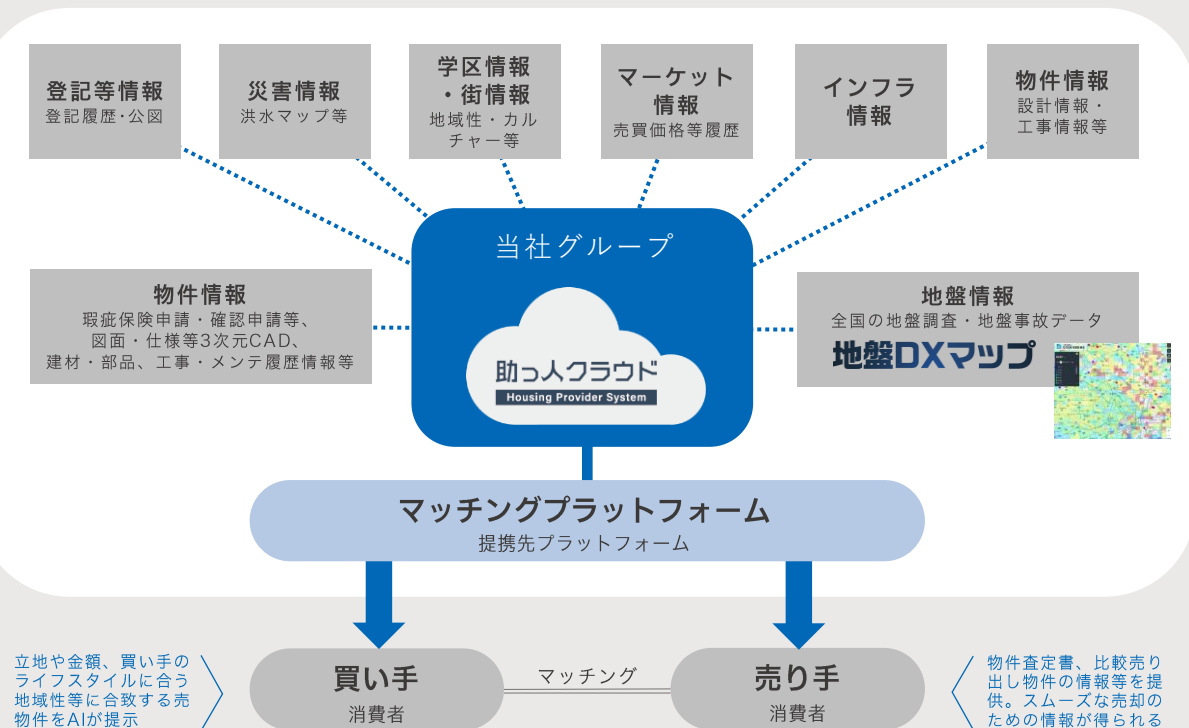 登記等情報
登記履歴・公図
災害情報
洪水マップ等
学区情報
・街情報
地域性・カル
チャー等
マーケット
情報
売買価格等履歴
インフラ
情報
物件情報
設計情報・
工事情報等
当社グループ
助っ人クラウド
Housing Provider System
物件情報
瑕疵保険申請・確認申請等、
図面・仕様等3次元CAD、
建材・部品、工事・メンテ履歴情報等
地盤情報
全国の地盤調査・地盤事故データ
地盤DXマップ
マッチングプラットフォーム
提携先プラットフォーム
立地や金額、買い手の
ライフスタイルに合う
地域性等に合致する売
物件をAIが提示
買い手
消費者
マッチング
売り手
消費者
物件査定書、比較売り
出し物件の情報等を提
供。スムーズな売却の
ための情報が得られる